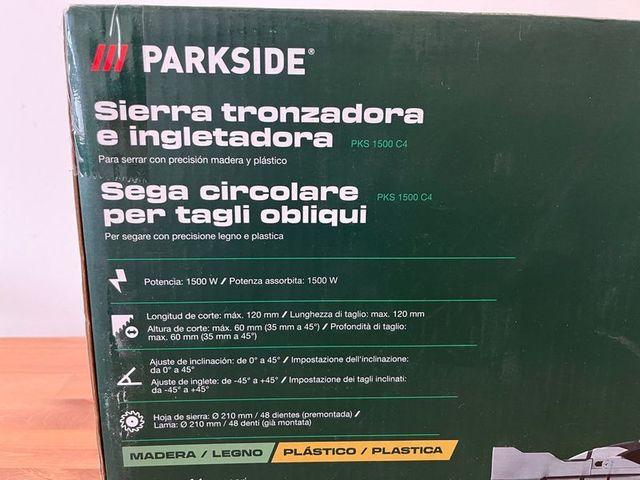 PARKSIDE®
Sierra tronzadora
e ingletadora PKS 1500 C4
Para serrar con precisión madera y plástico
Sega circolare PKS 1500 C4
per tagli obliqui
Per segare con precisione legno e plastica
Potencia: 1500 W / Potenza assorbita: 1500 W
Longitud de corte: máx. 120 mm / Lunghezza di taglio: max. 120 mm
Altura de corte: máx. 60 mm (35 mm a 45°) / Profondità di taglio:
max. 60 mm (35 mm a 45°)
Ajuste de inclinación: de 0° a 45° / Impostazione dell'inclinazione:
da 0° a 45°
Ajuste de inglete: de -45° a +45° / Impostazione dei tagli inclinati:
da -45° a +45°
Hoja de sierra: Ø 210 mm / 48 dientes (premontada) /
Lama: Ø 210 mm / 48 denti (già montata)
MADERA / LEGNO PLÁSTICO / PLASTICA